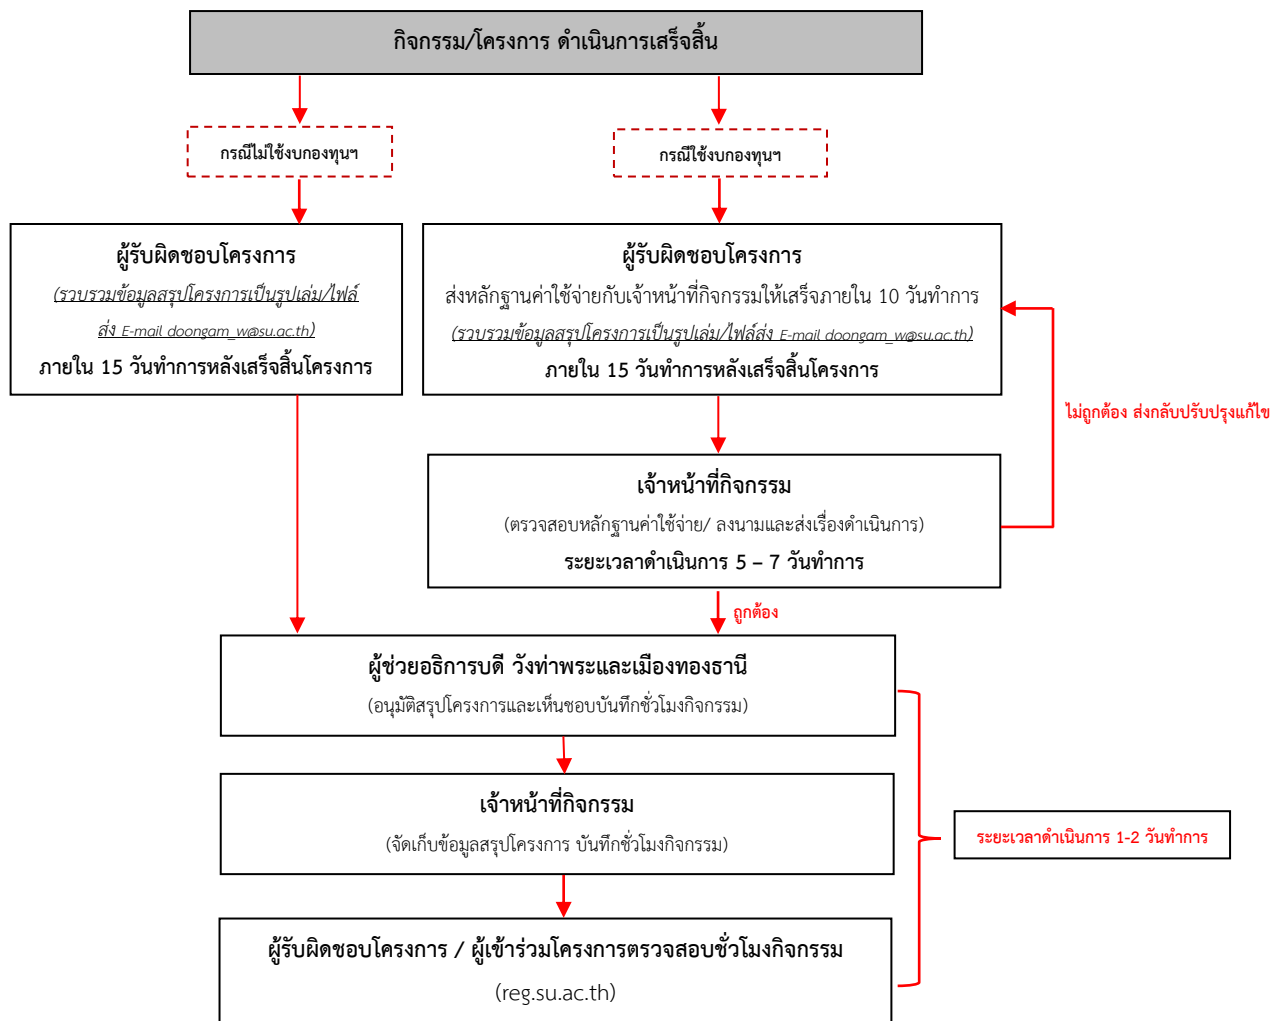 กิจกรรม/โครงการ ดำเนินการเสร็จสิ้น
กรณีไม่ใช้งบกองทุนฯ
กรณีใช้งบกองทุนฯ
ผู้รับผิดชอบโครงการ
(รวบรวมข้อมูลสรุปโครงการเป็นรูปเล่ม/ไฟล์
ส่ง E-mail doongam_w@su.ac.th)
ภายใน 15 วันทำการหลังเสร็จสิ้นโครงการ
ผู้รับผิดชอบโครงการ
ส่งหลักฐานค่าใช้จ่ายกับเจ้าหน้าที่กิจกรรมให้เสร็จภายใน 10 วันทำการ
(รวบรวมข้อมูลสรุปโครงการเป็นรูปเล่ม/ไฟล์ส่ง E-mail doongam_w@su.ac.th)
ภายใน 15 วันทำการหลังเสร็จสิ้นโครงการ
ไม่ถูกต้อง ส่งกลับปรับปรุงแก้ไข
เจ้าหน้าที่กิจกรรม
(ตรวจสอบหลักฐานค่าใช้จ่าย/ ลงนามและส่งเรื่องดำเนินการ)
ระยะเวลาดำเนินการ 5 – 7 วันทำการ
ถูกต้อง
ผู้ช่วยอธิการบดี วังท่าพระและเมืองทองธานี
(อนุมัติสรุปโครงการและเห็นชอบบันทึกชั่วโมงกิจกรรม)
เจ้าหน้าที่กิจกรรม
(จัดเก็บข้อมูลสรุปโครงการ บันทึกชั่วโมงกิจกรรม)
ระยะเวลาดำเนินการ 1-2 วันทำการ
ผู้รับผิดชอบโครงการ / ผู้เข้าร่วมโครงการตรวจสอบชั่วโมงกิจกรรม
(reg.su.ac.th)